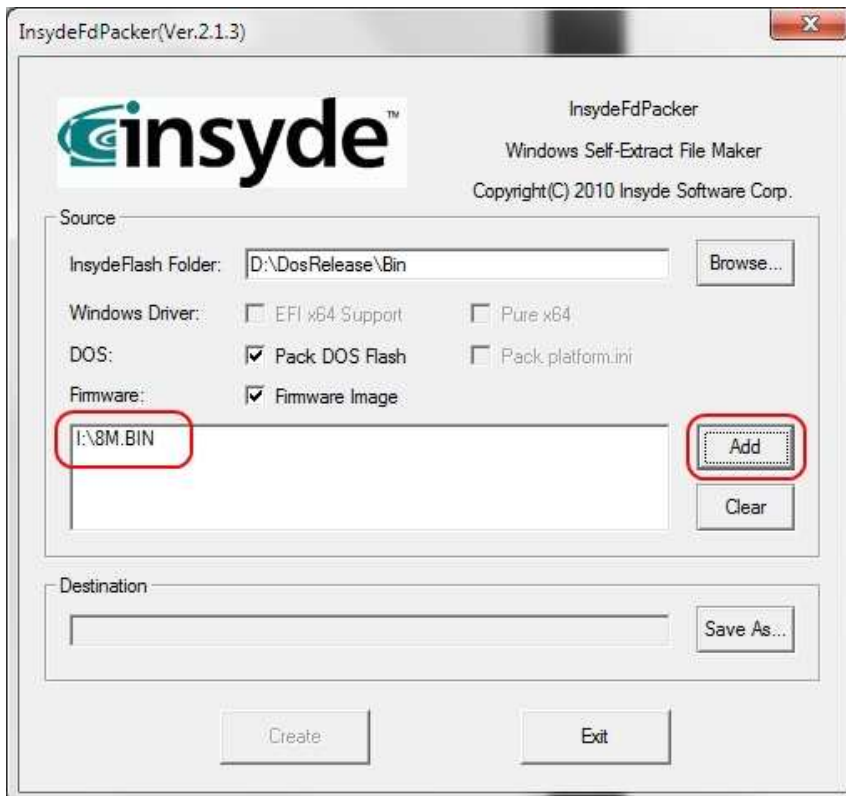 InsydeFdPacker(Ver.2.1.3)
insyde™
InsydeFdPacker
Windows Self-Extract File Maker
Copyright(C) 2010 Insyde Software Corp.
Source
InsydeFlash Folder: D:\DosRelease\Bin Browse...
Windows Driver: EFI x64 Support Pure x64
DOS: Pack DOS Flash Pack platform.ini
Firmware: Firmware Image
I:\8M.BIN
Add
Clear
Destination
Save As...
Create Exit